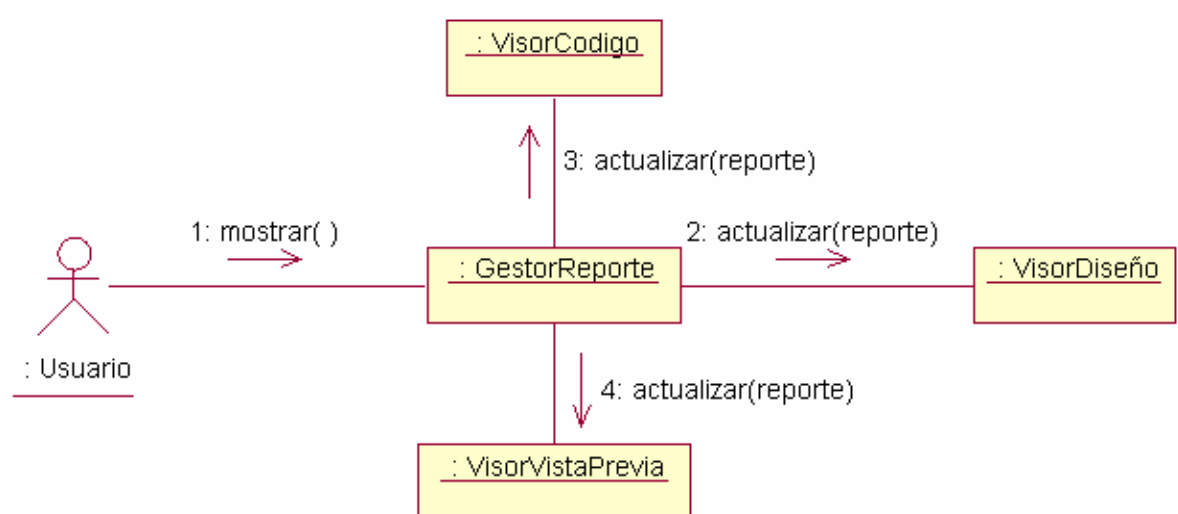 : VisorCodigo
3: actualizar(reporte)
1: mostrar( )
2: actualizar(reporte)
: GestorReporte
: VisorDiseño
: Usuario
4: actualizar(reporte)
: VisorVistaPrevia